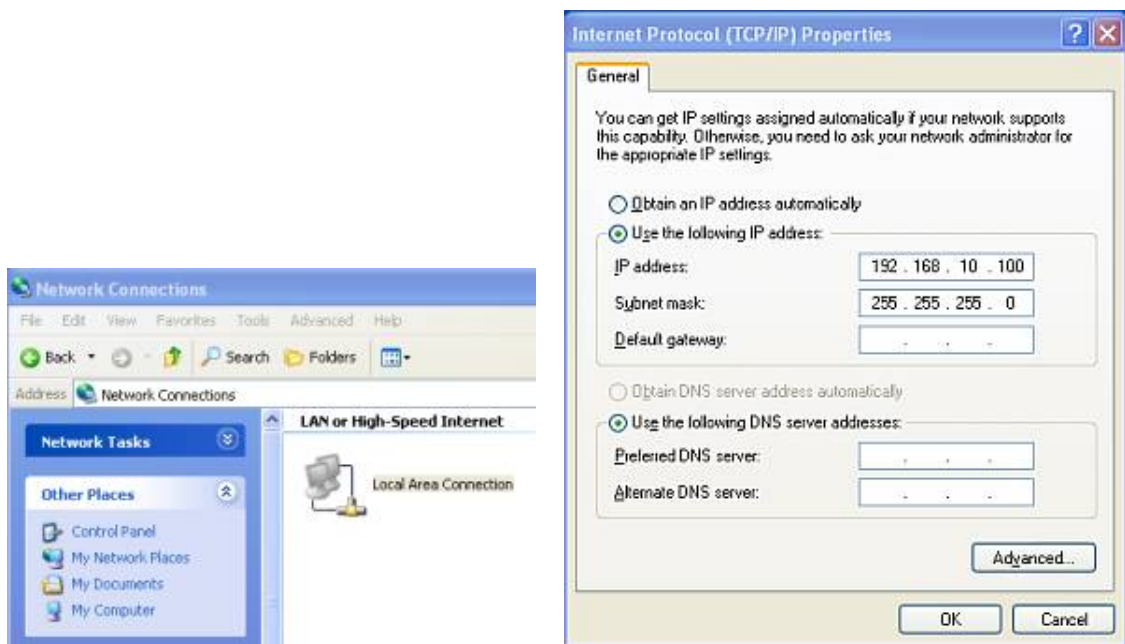 Network Connections
File Edit View Favorites Tools Advanced Help
Back Search Folders
Address Network Connections
Network Tasks
Other Places
Control Panel
My Network Places
My Documents
My Computer
LAN or High-Speed Internet
Local Area Connection
Internet Protocol (TCP/IP) Properties
General
You can get IP settings assigned automatically if your network supports
this capability. Otherwise, you need to ask your network administrator for
the appropriate IP settings.
Obtain an IP address automatically
Use the following IP address:
IP address: 192 . 168 . 10 . 100
Subnet mask: 255 . 255 . 255 . 0
Default gateway: . . .
Obtain DNS server address automatically
Use the following DNS server addresses:
Preferred DNS server: . . .
Alternate DNS server: . . .
Advanced...
OK Cancel